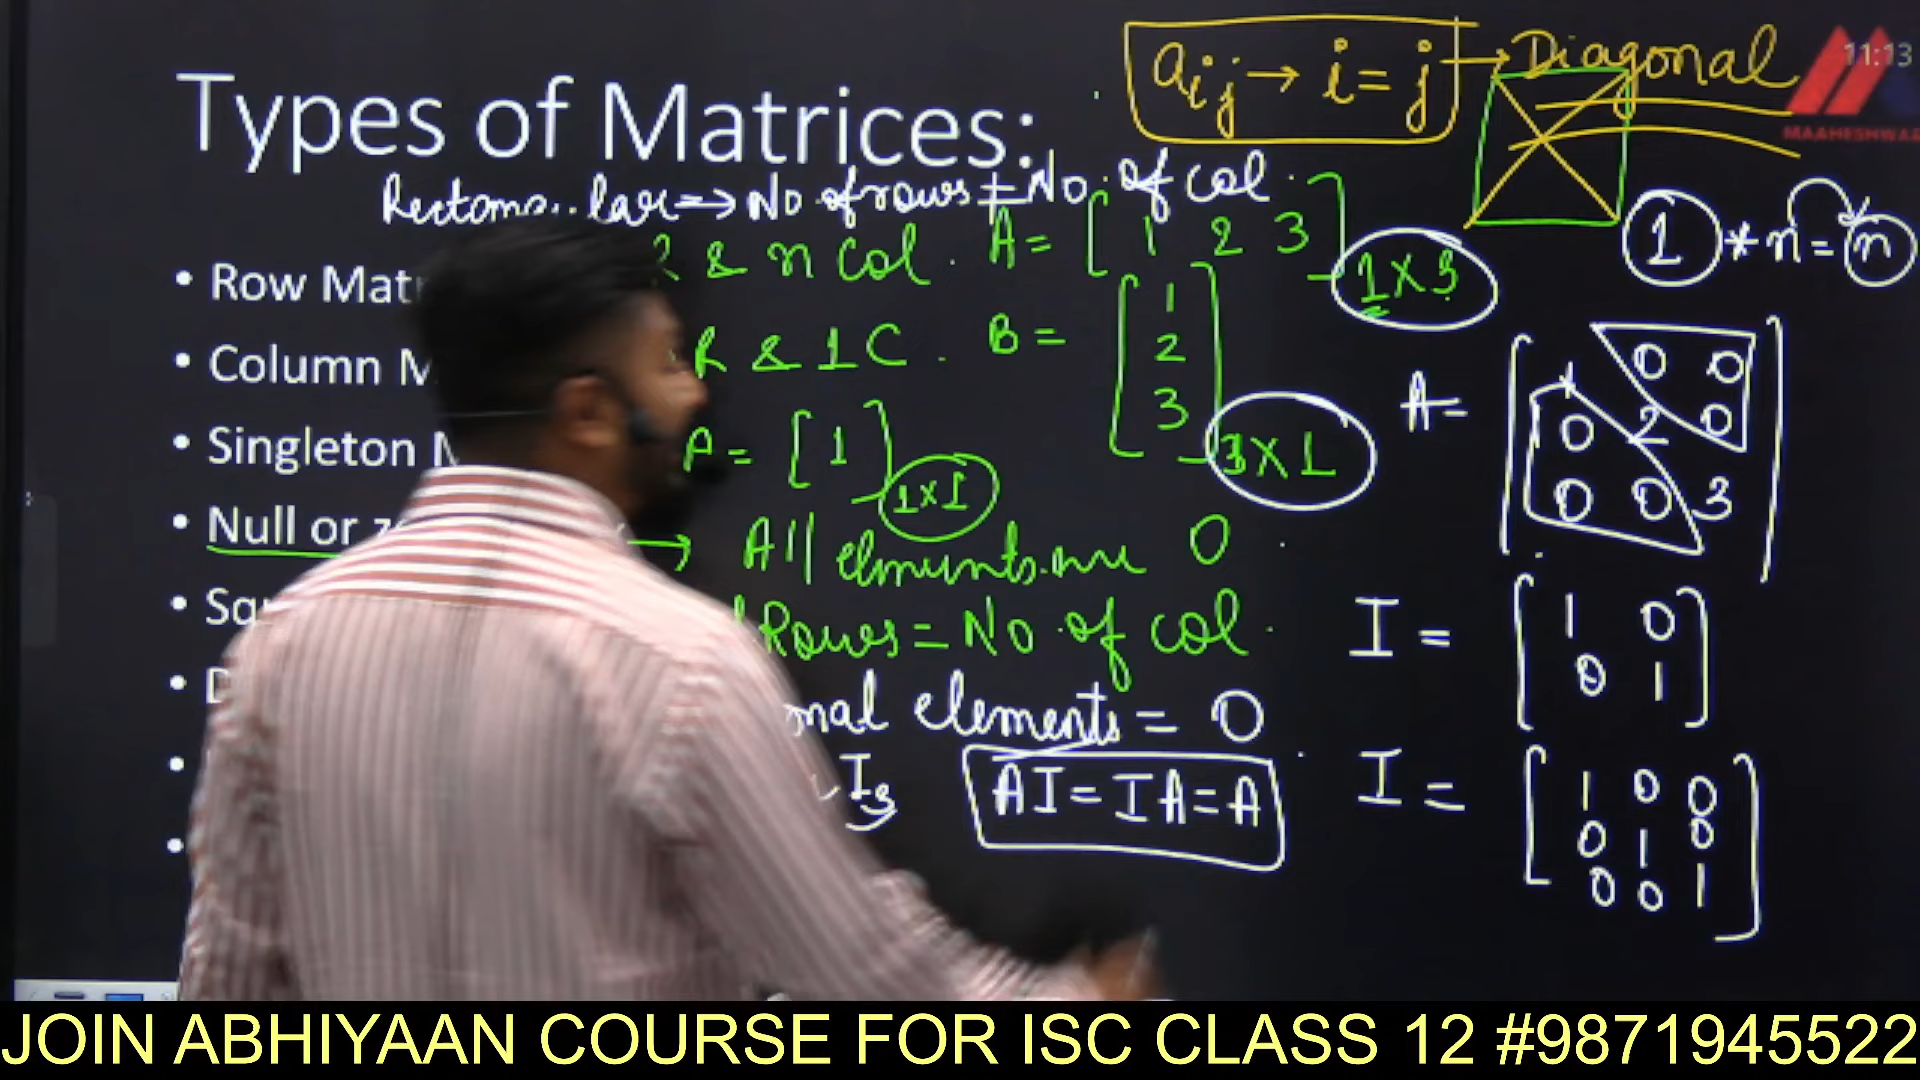 11:13
aij → i = j → Diagonal
Types of Matrices:
MAAHESHWA
No of rows ≠ No. of col.
1 * n = n
• Row Mat
& n Col. A = [ 1 2 3 ] 1 X 3
• Column M
R & 1 C. B = [ 1
2
3 ] 3 X 1
A = [ 1 0 0
0 2 0
0 0 3 ]
• Singleton M
A = [ 1 ] 1 X 1
• Null or z
→ All elments are 0
• Sq
Rows = No. of col.
I = [ 1 0
0 1 ]
• D
nal elements = 0
I3 AI = IA = A
I = [ 1 0 0
0 1 0
0 0 1 ]
JOIN ABHIYAAN COURSE FOR ISC CLASS 12 #9871945522